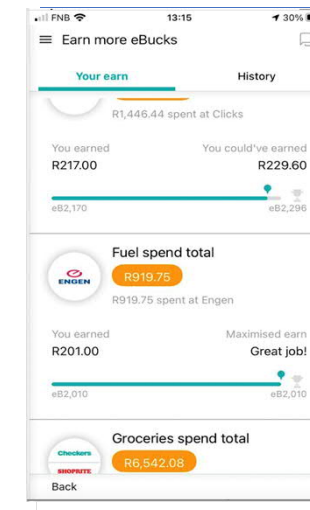 FNB 13:15 30%
Earn more eBucks
Your earn History
R1,446.44 spent at Clicks
You earned You could've earned
R217.00 R229.60
eB2,170 eB2,296
Fuel spend total
ENGEN
R919.75
R919.75 spent at Engen
You earned Maximised earn
R201.00 Great job!
eB2,010 eB2,010
Groceries spend total
Checkers
R6,542.08
SHOPRITE
Back